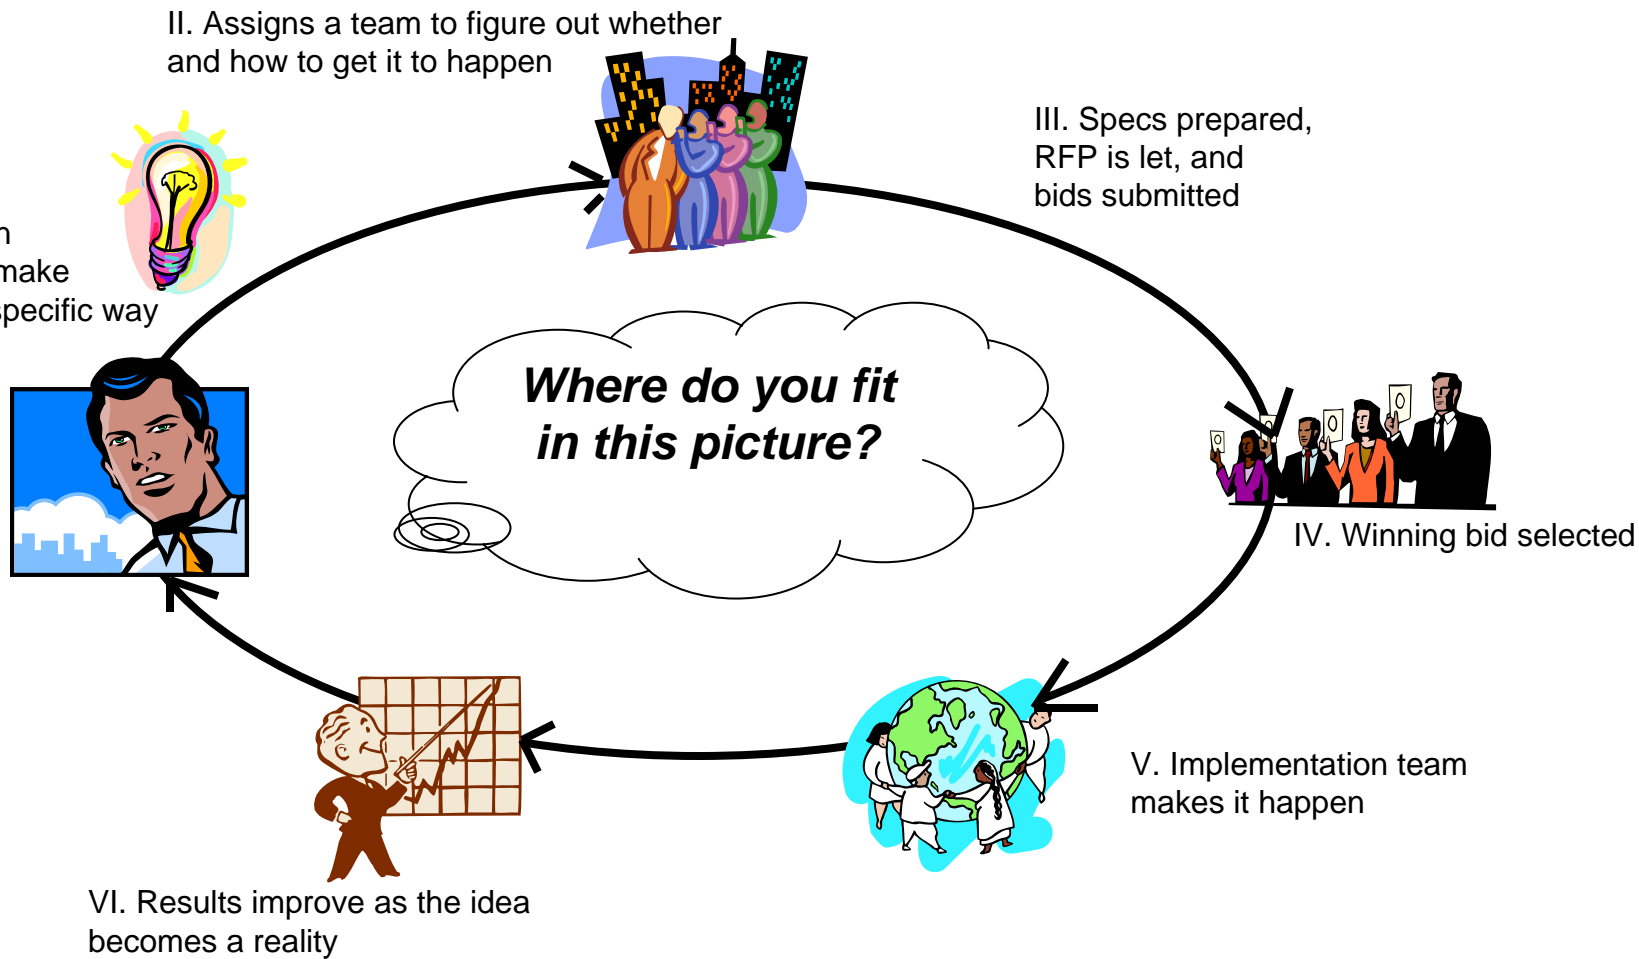 II. Assigns a team to figure out whether
and how to get it to happen
III. Specs prepared,
RFP is let, and
bids submitted
make
specific way
Where do you fit
in this picture?
IV. Winning bid selected
V. Implementation team
makes it happen
VI. Results improve as the idea
becomes a reality